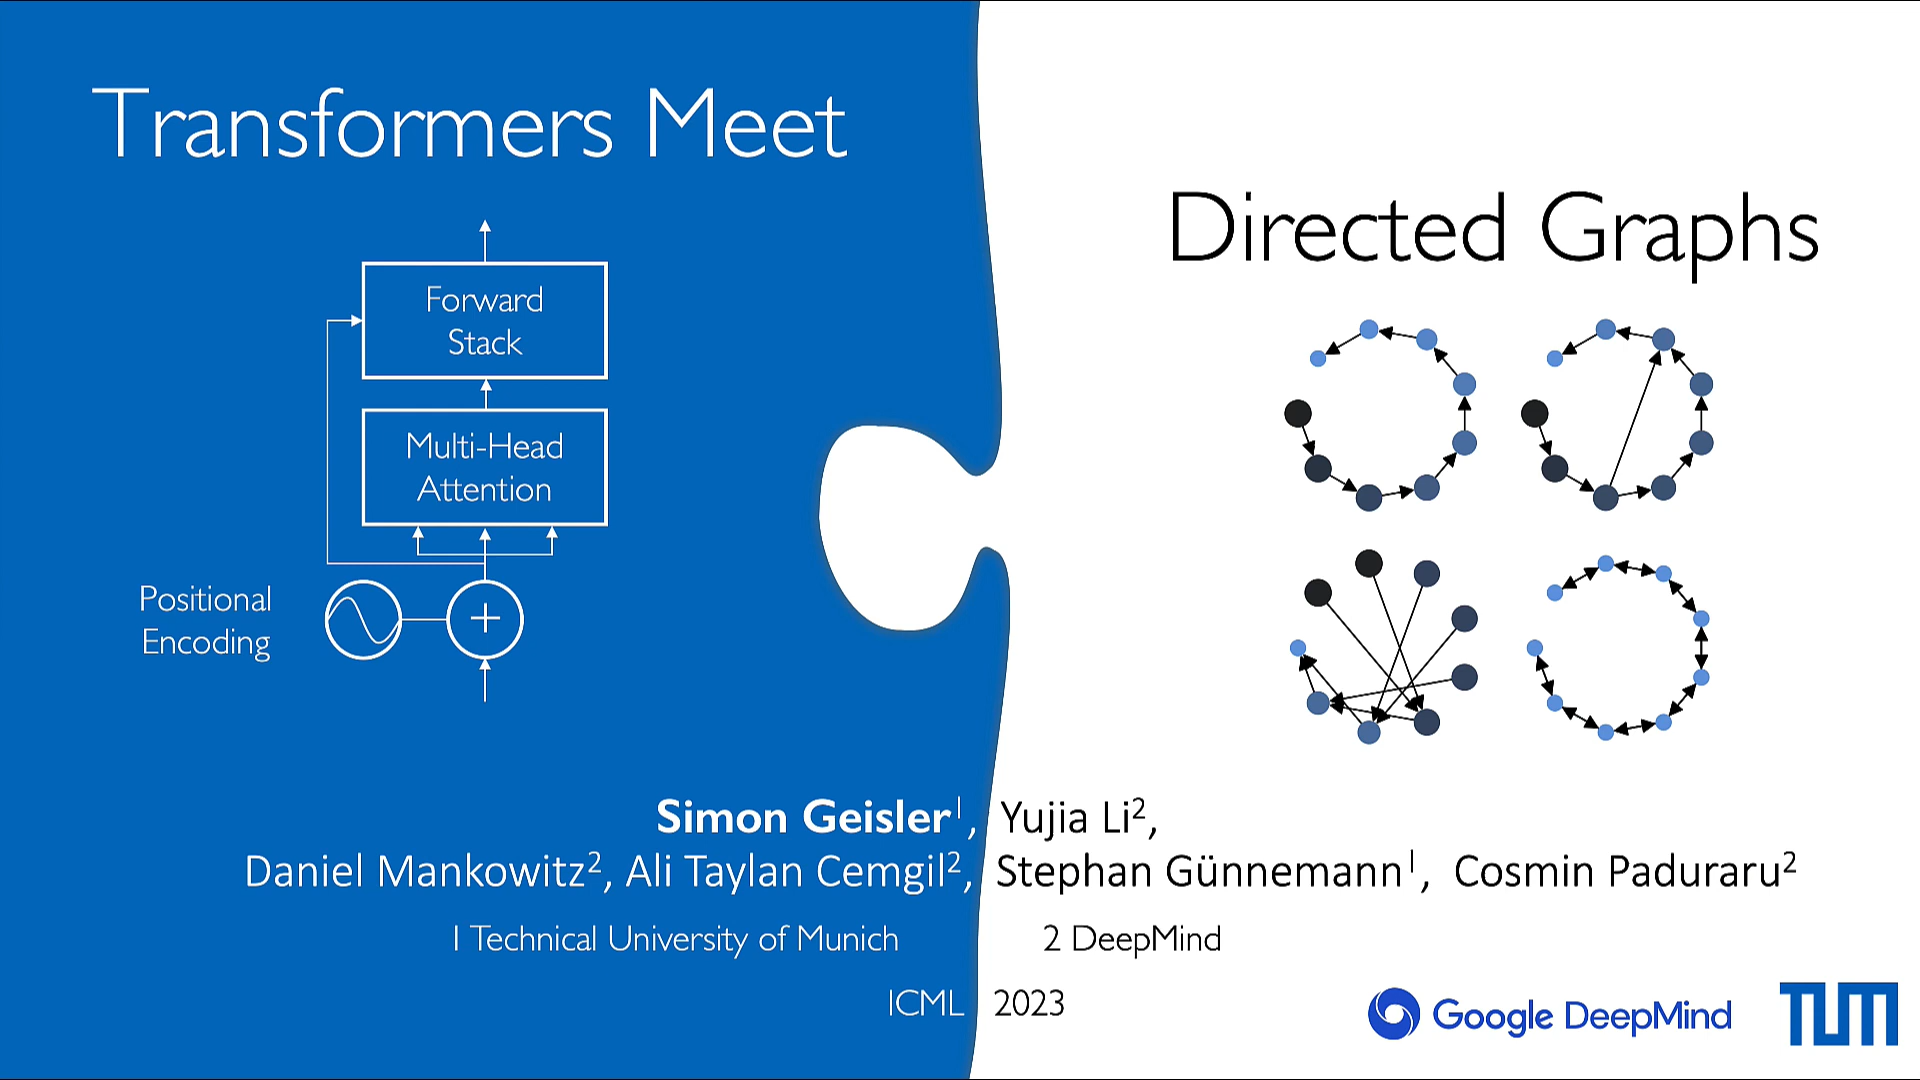 Transformers Meet
Directed Graphs
Forward
Stack
Multi-Head
Attention
Positional
Encoding
Simon Geisler¹, Yujia Li²,
Daniel Mankowitz², Ali Taylan Cemgil², Stephan Günnemann¹, Cosmin Paduraru²
1 Technical University of Munich 2 DeepMind
ICML 2023
Google DeepMind
TUM